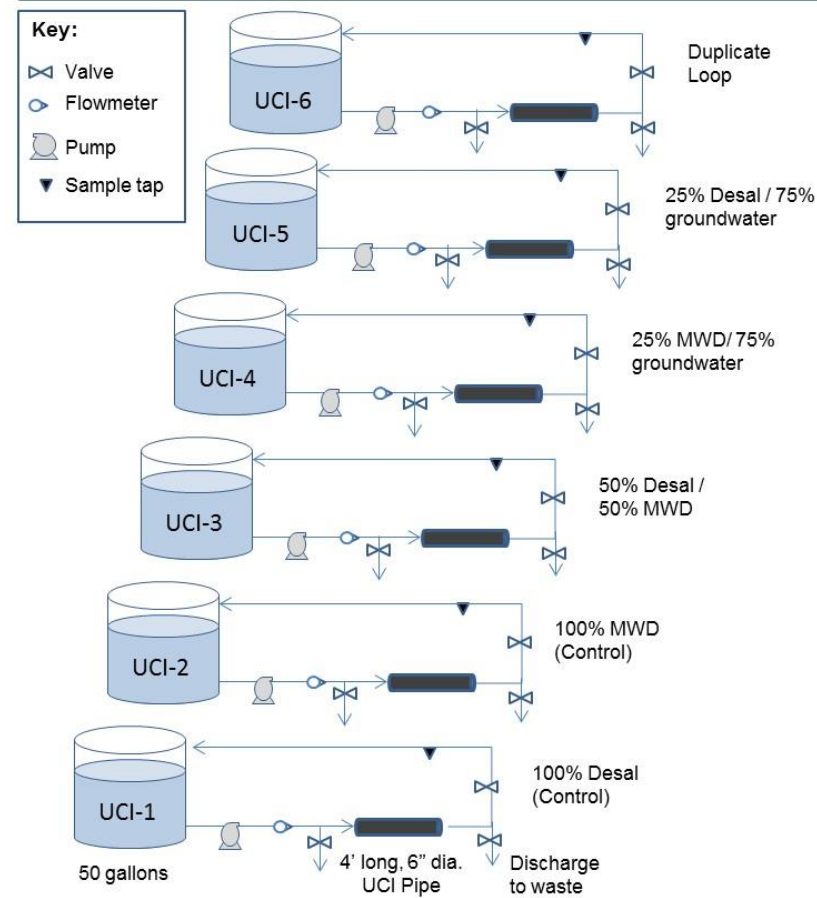 Key:
Valve
Flowmeter
Pump
Sample tap
UCI-6
Duplicate
Loop
UCI-5
25% Desal / 75%
groundwater
UCI-4
25% MWD/ 75%
groundwater
UCI-3
50% Desal /
50% MWD
UCI-2
100% MWD
(Control)
UCI-1
100% Desal
(Control)
50 gallons
4' long, 6" dia.
UCI Pipe
Discharge
to waste